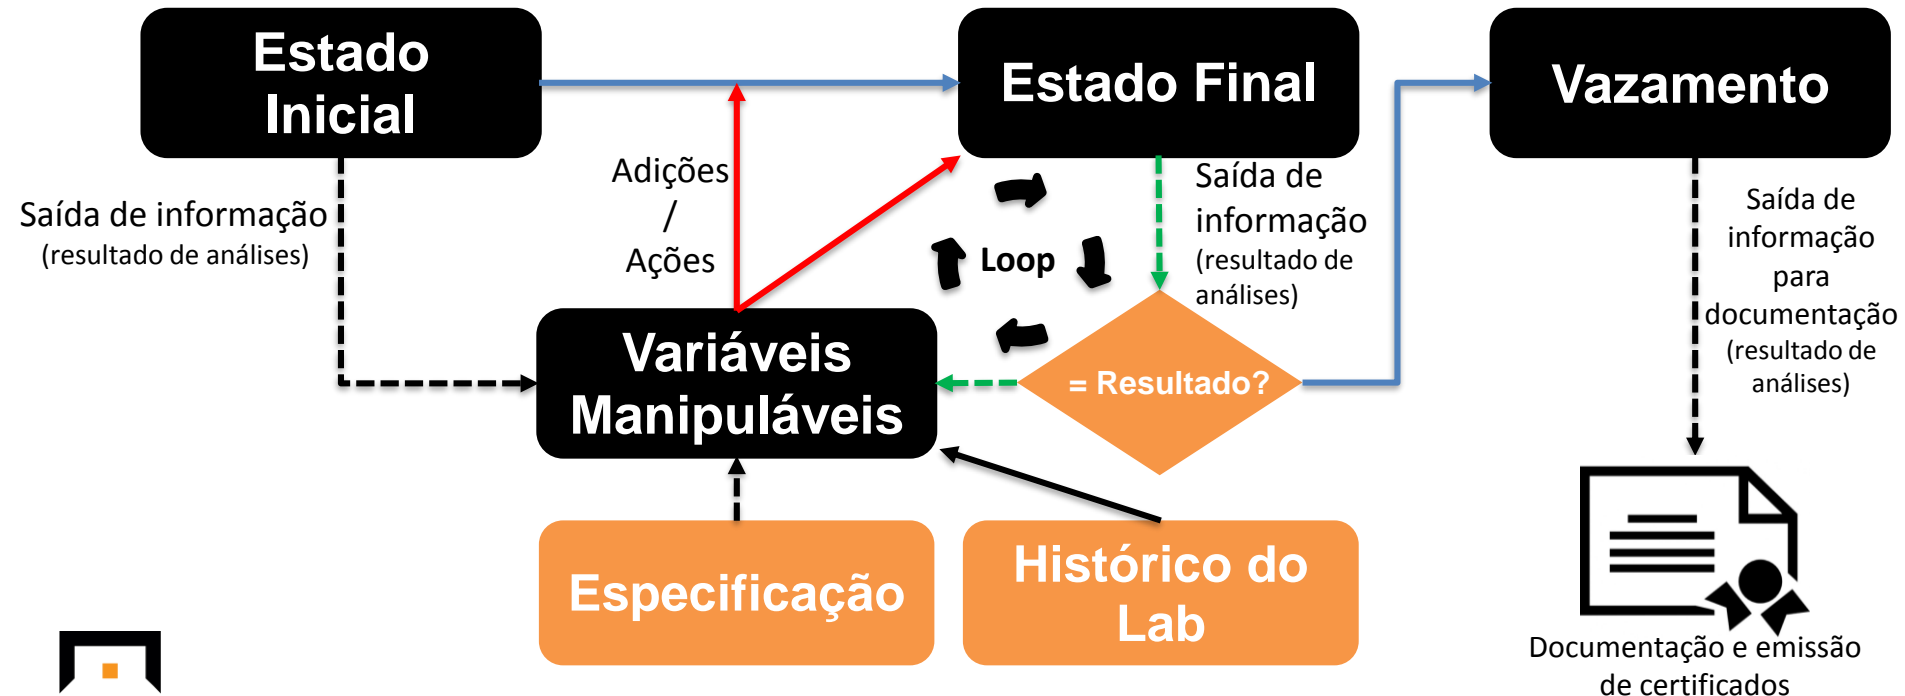 Estado
Inicial
Estado Final
Vazamento
Saída de informação
(resultado de análises)
Adições
/
Ações
Loop
Saída de
informação
(resultado de
análises)
Saída de
informação
para
documentação
(resultado de
análises)
Variáveis
Manipuláveis
= Resultado?
Especificação
Histórico do
Lab
Documentação e emissão
de certificados